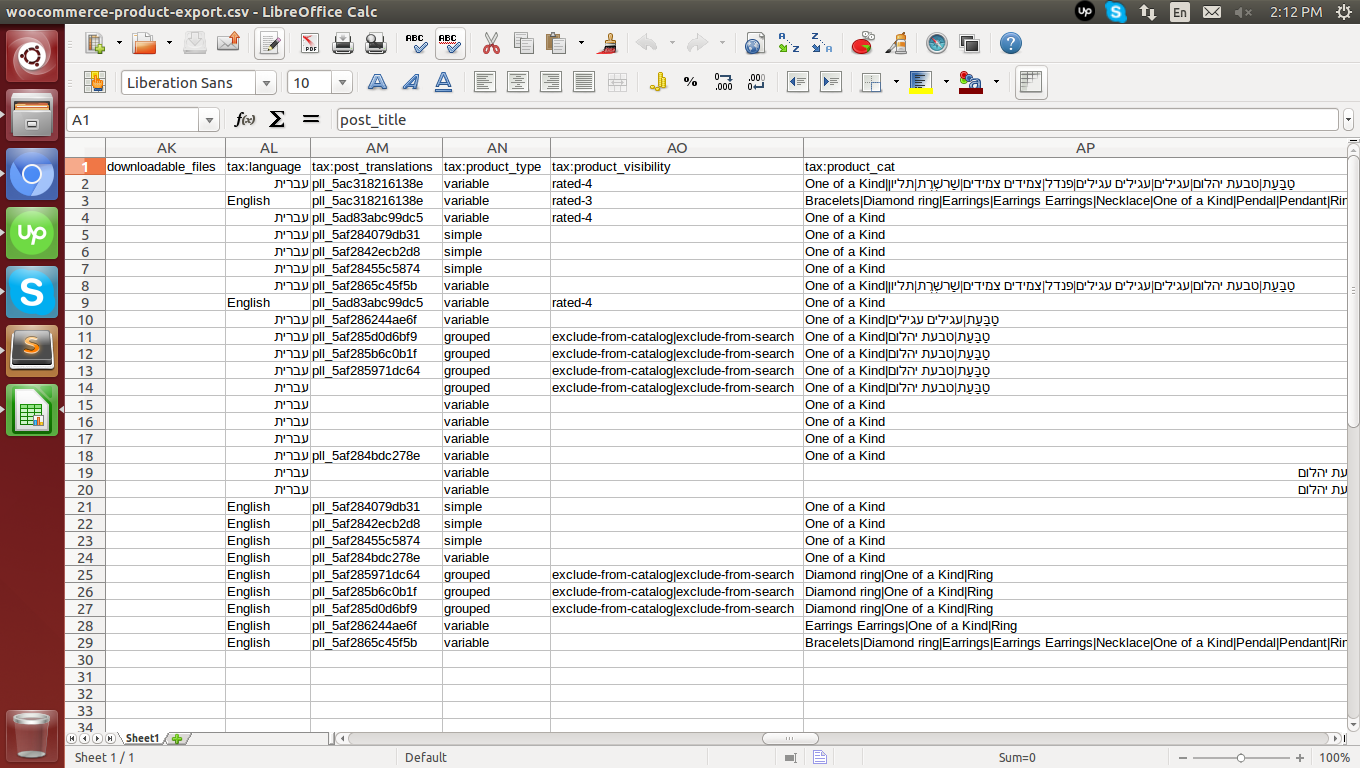 woocommerce-product-export.csv - LibreOffice Calc
up
En
2:12 PM
Liberation Sans 10
A1 post_title
AK AL AM AN AO AP
1 downloadable_files tax:language tax:post_translations tax:product_type tax:product_visibility tax:product_cat
2 עברית pll_5ac318216138e variable rated-4 One of a Kind|טַבַּעַת|טבעת יהלום|עגילים|עגילים עגילים|פנדל|צמידים צמידים|שַׁרשֶׁרֶת|תליון
3 English pll_5ac318216138e variable rated-3 Bracelets|Diamond ring|Earrings|Earrings Earrings|Necklace|One of a Kind|Pendal|Pendant|Rin
4 עברית pll_5ad83abc99dc5 variable rated-4 One of a Kind
5 עברית pll_5af284079db31 simple One of a Kind
6 עברית pll_5af2842ecb2d8 simple One of a Kind
7 עברית pll_5af28455c5874 simple One of a Kind
8 עברית pll_5af2865c45f5b variable One of a Kind|טַבַּעַת|טבעת יהלום|עגילים|עגילים עגילים|פנדל|צמידים צמידים|שַׁרשֶׁרֶת|תליון
9 English pll_5ad83abc99dc5 variable rated-4 One of a Kind
10 עברית pll_5af286244ae6f variable One of a Kind|טַבַּעַת|עגילים עגילים
11 עברית pll_5af285d0d6bf9 grouped exclude-from-catalog|exclude-from-search One of a Kind|טַבַּעַת|טבעת יהלום
12 עברית pll_5af285b6c0b1f grouped exclude-from-catalog|exclude-from-search One of a Kind|טַבַּעַת|טבעת יהלום
13 עברית pll_5af285971dc64 grouped exclude-from-catalog|exclude-from-search One of a Kind|טַבַּעַת|טבעת יהלום
14 עברית grouped exclude-from-catalog|exclude-from-search One of a Kind|טַבַּעַת|טבעת יהלום
15 עברית variable One of a Kind
16 עברית variable One of a Kind
17 עברית variable One of a Kind
18 עברית pll_5af284bdc278e variable One of a Kind
19 עברית variable עת יהלום
20 עברית variable עת יהלום
21 English pll_5af284079db31 simple One of a Kind
22 English pll_5af2842ecb2d8 simple One of a Kind
23 English pll_5af28455c5874 simple One of a Kind
24 English pll_5af284bdc278e variable One of a Kind
25 English pll_5af285971dc64 grouped exclude-from-catalog|exclude-from-search Diamond ring|One of a Kind|Ring
26 English pll_5af285b6c0b1f grouped exclude-from-catalog|exclude-from-search Diamond ring|One of a Kind|Ring
27 English pll_5af285d0d6bf9 grouped exclude-from-catalog|exclude-from-search Diamond ring|One of a Kind|Ring
28 English pll_5af286244ae6f variable Earrings Earrings|One of a Kind|Ring
29 English pll_5af2865c45f5b variable Bracelets|Diamond ring|Earrings|Earrings Earrings|Necklace|One of a Kind|Pendal|Pendant|Rin
30
31
32
33
34
Sheet1
Sheet 1 / 1 Default Sum=0 100%